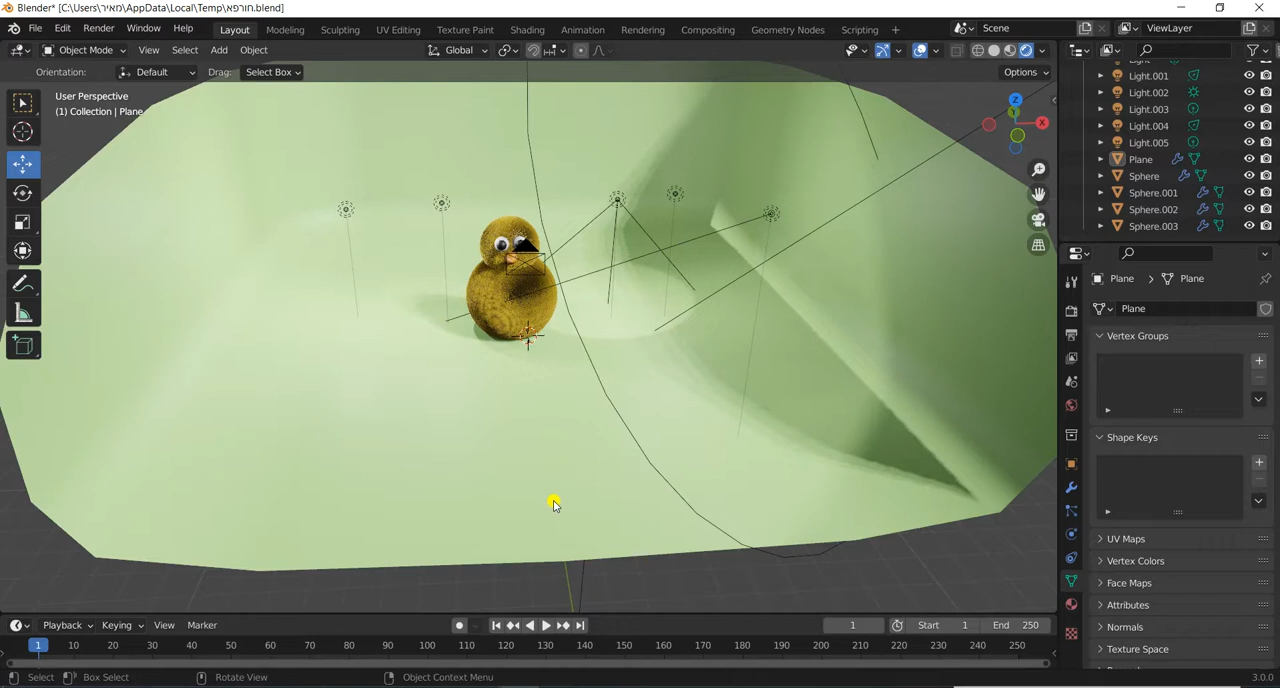 Blender* [C:\Users\מאיר\AppData\Local\Temp\חורפא.blend]
File Edit Render Window Help Layout Modeling Sculpting UV Editing Texture Paint Shading Animation Rendering Compositing Geometry Nodes Scripting + Scene ViewLayer
Object Mode View Select Add Object Global
Orientation: Default Drag: Select Box Options
User Perspective
(1) Collection | Plane
Z
X
Y
Light
Light.001
Light.002
Light.003
Light.004
Light.005
Plane
Sphere
Sphere.001
Sphere.002
Sphere.003
Plane > Plane
Plane
Vertex Groups
Shape Keys
UV Maps
Vertex Colors
Face Maps
Attributes
Normals
Texture Space
Playback Keying View Marker 1 Start 1 End 250
1 10 20 30 40 50 60 70 80 90 100 110 120 130 140 150 160 170 180 190 200 210 220 230 240 250
Select Box Select Rotate View Object Context Menu 3.0.0